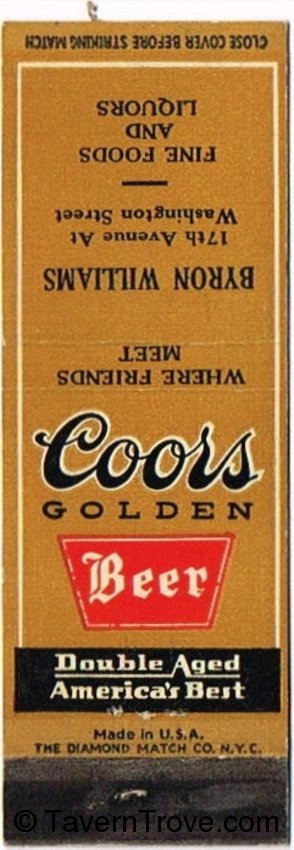 CLOSE COVER BEFORE STRIKING MATCH
WHERE FRIENDS
MEET
BYRON WILLIAMS
17th Avenue At
Washington Street
FINE FOODS
AND
LIQUORS
Coors
GOLDEN
Beer
Double Aged
America's Best
Made in U.S.A.
THE DIAMOND MATCH CO. N.Y.C.
© TavernTrove.com